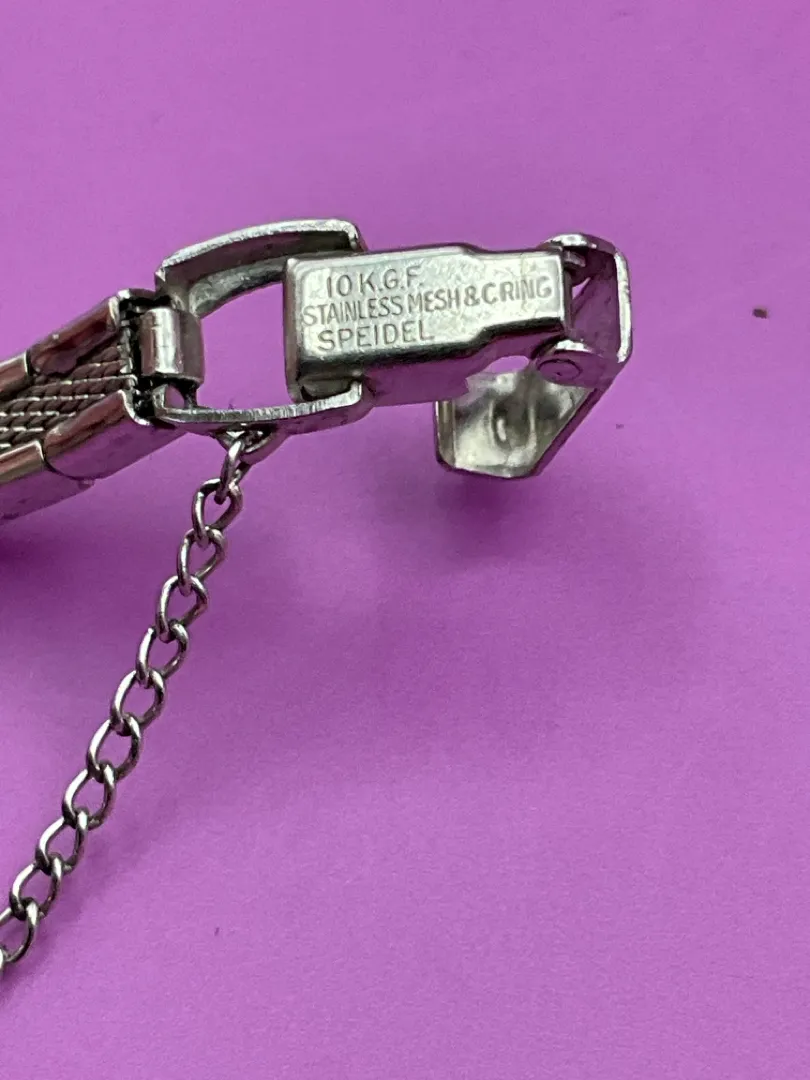 10 K.G.F.
STAINLESS MESH & C RING
SPEIDEL